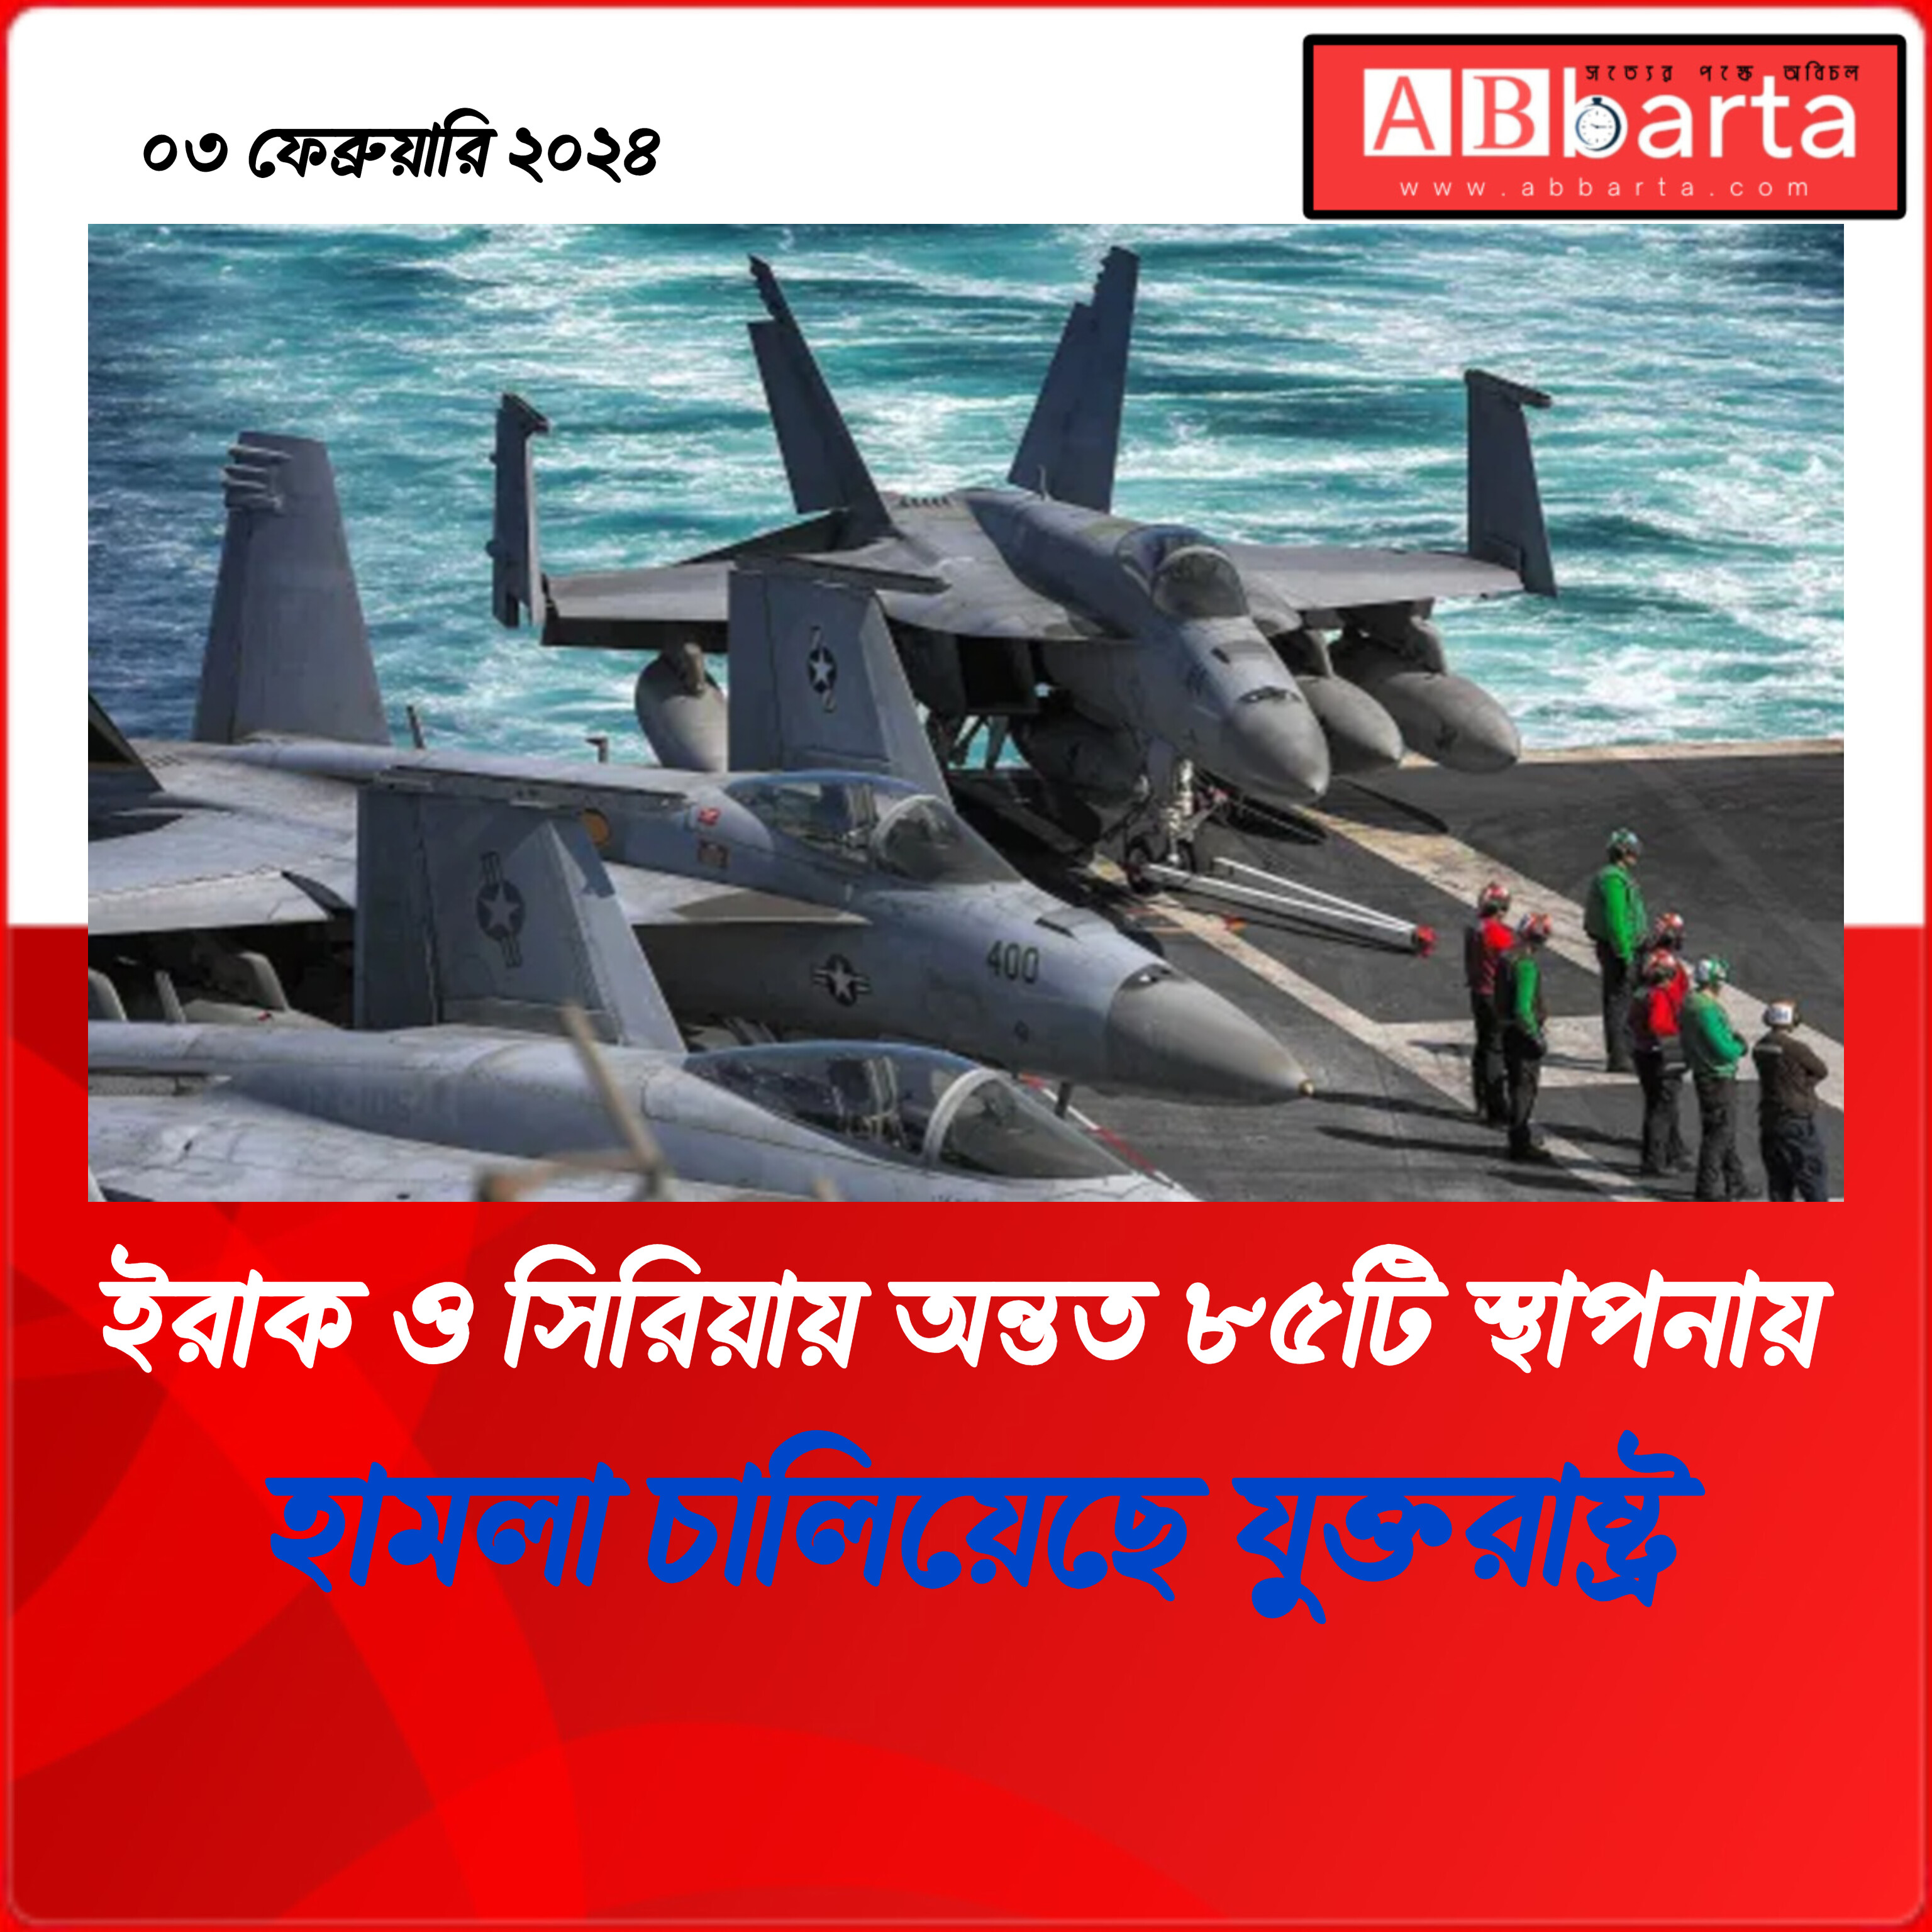 সত্যের পক্ষে অবিচল
ABbarta
www.abbarta.com
০৩ ফেব্রুয়ারি ২০২৪
400
ইরাক ও সিরিয়ায় অন্তত ৮৫টি স্থাপনায়
হামলা চালিয়েছে যুক্তরাষ্ট্র